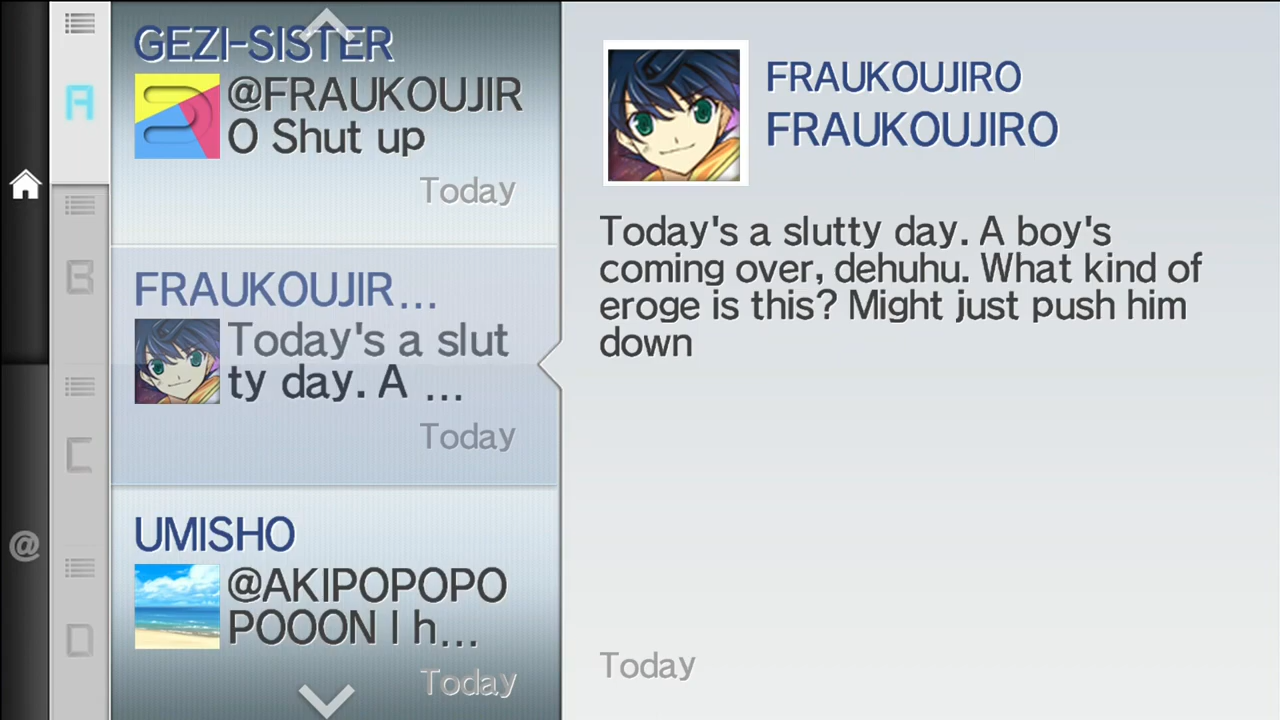 A
B
C
D
@
GEZI-SISTER
@FRAUKOUJIR
O Shut up
Today
FRAUKOUJIR...
Today's a slut
ty day. A ...
Today
UMISHO
@AKIPOPOPO
POOON I h...
Today
FRAUKOUJIRO
FRAUKOUJIRO
Today's a slutty day. A boy's
coming over, dehuhu. What kind of
eroge is this? Might just push him
down
Today